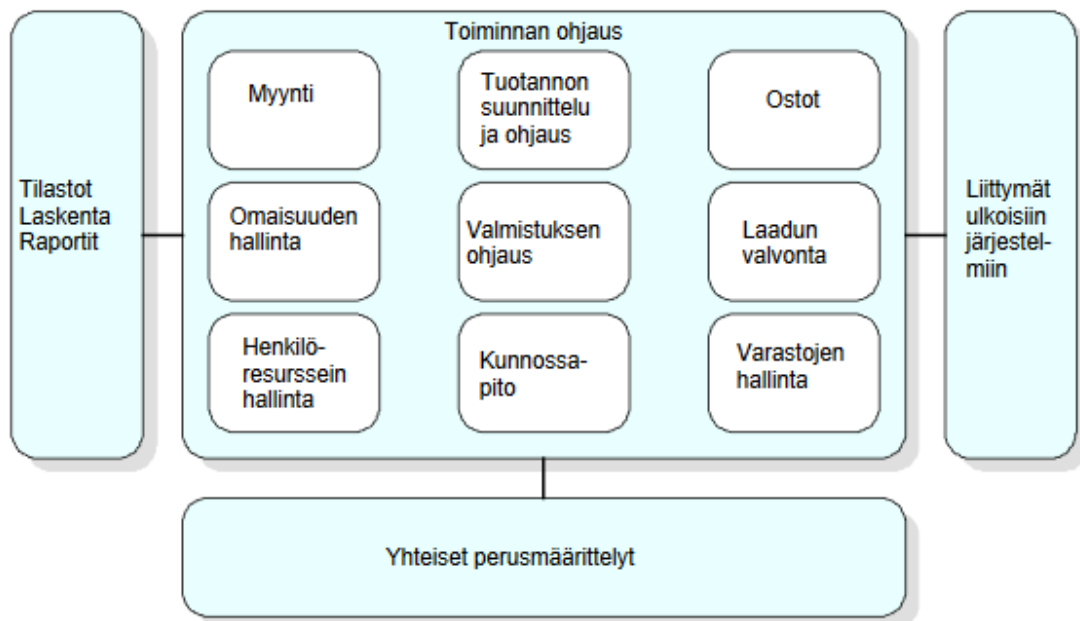 Toiminnan ohjaus
Myynti
Tuotannon
suunnittelu
ja ohjaus
Ostot
Tilastot
Laskenta
Raportit
Omaisuuden
hallinta
Valmistuksen
ohjaus
Laadun
valvonta
Liittymät
ulkoisiin
järjestel-
miin
Henkilö-
resurssein
hallinta
Kunnossa-
pito
Varastojen
hallinta
Yhteiset perusmäärittelyt